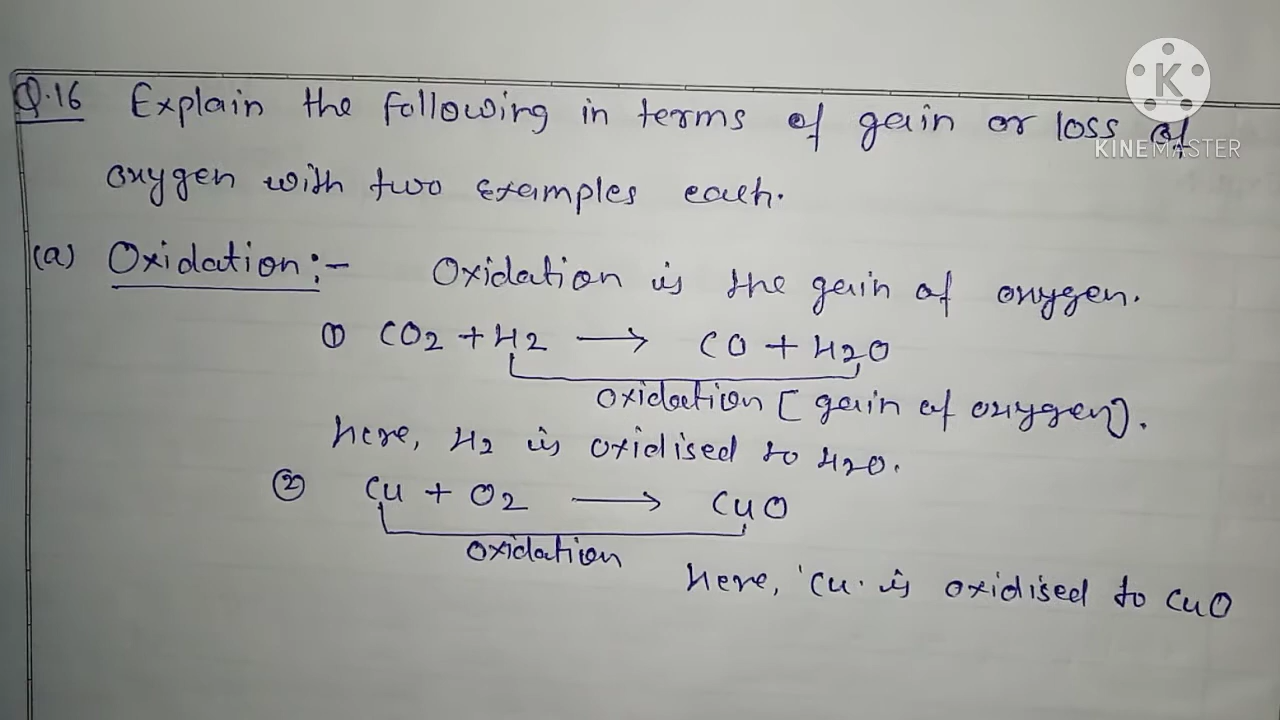 Q.16 Explain the following in terms of gain or loss of
oxygen with two examples each.
(a) Oxidation :- Oxidation is the gain of oxygen.
① CO2 + H2 → CO + H2O
Oxidation [gain of oxygen].
here, H2 is oxidised to H2O.
② Cu + O2 → CuO
Oxidation
here, Cu is oxidised to CuO
K
KINEMASTER